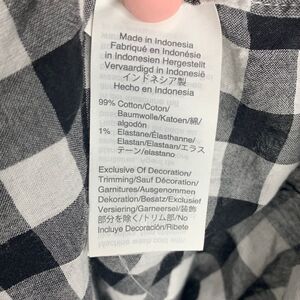 Made in Indonesia
Fabriqué en Indonésie
in Indonesien Hergestellt
Vervaardigd in Indonesië
インドネシア製
Hecho en Indonesia
99% Cotton/Coton/
Baumwolle/Katoen/綿/
algodón
1% Elastane/Élasthanne/
Elastan/Elastaan/エラス
テーン/elastano
Exclusive Of Decoration/
Trimming/Sauf Décoration/
Garnitures/Ausgenommen
Dekoration/Besatz/Exclusief
Versiering/Gameersel/装飾
部分を除く/トリム部/No
Incluye Decoración/Ribete